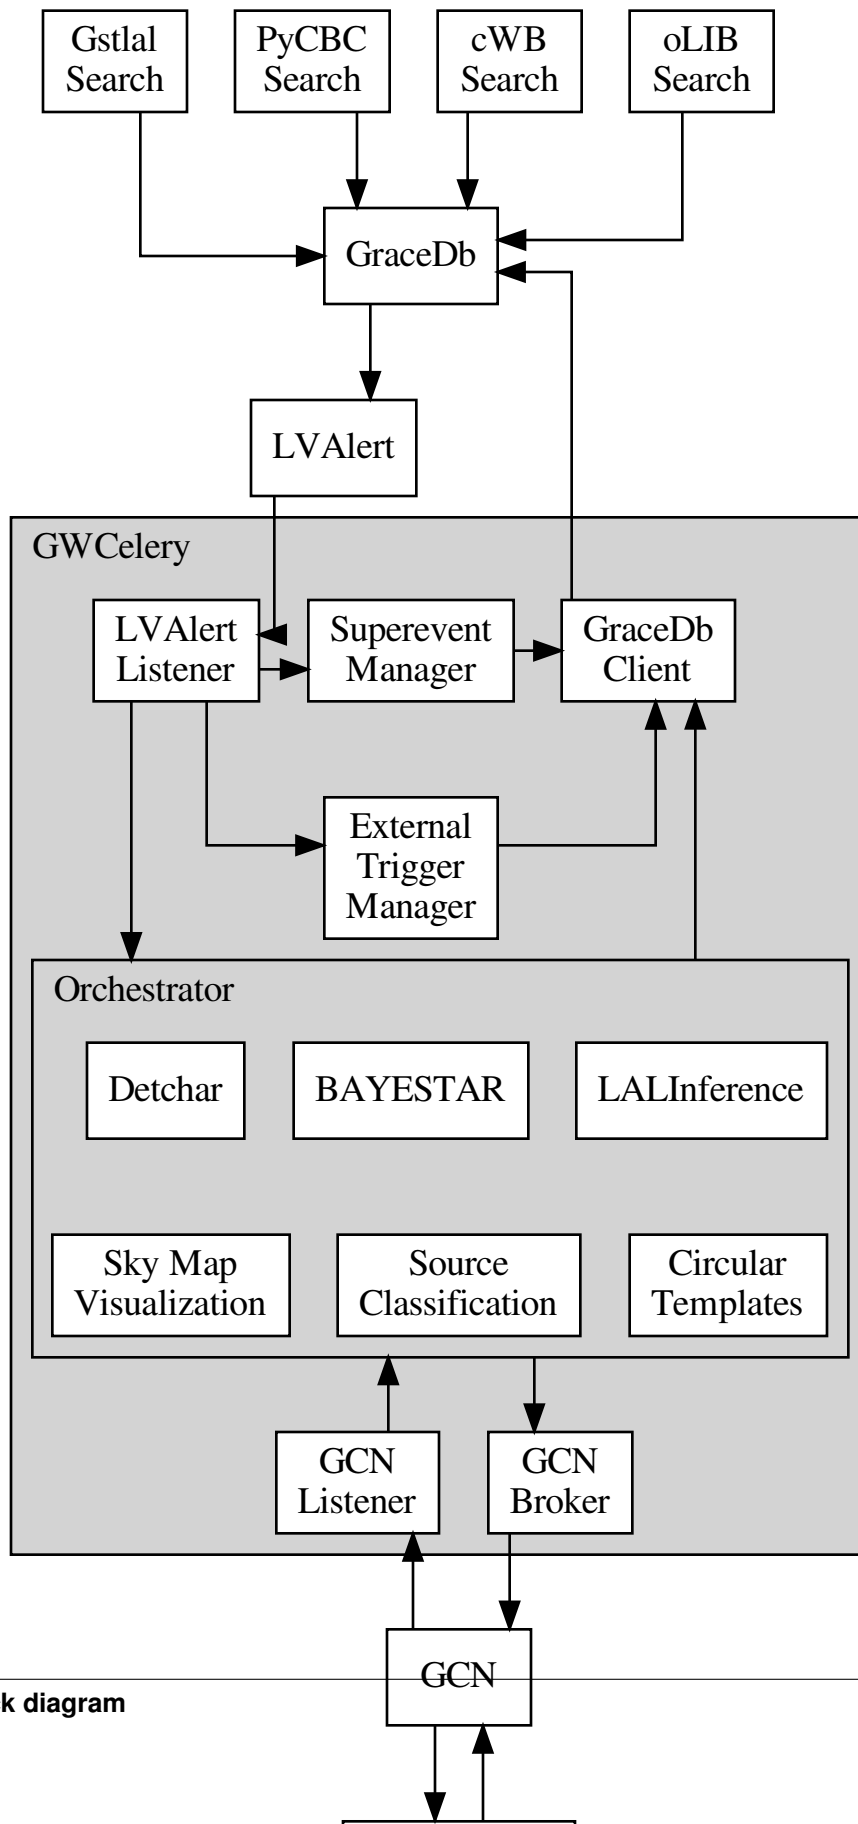 Gstlal
Search
PyCBC
Search
cWB
Search
oLIB
Search
GraceDb
LVAlert
GWCelery
LVAlert
Listener
Superevent
Manager
GraceDb
Client
External
Trigger
Manager
Orchestrator
Detchar
BAYESTAR
LALInference
Sky Map
Visualization
Source
Classification
Circular
Templates
GCN
Listener
GCN
Broker
GCN
diagram